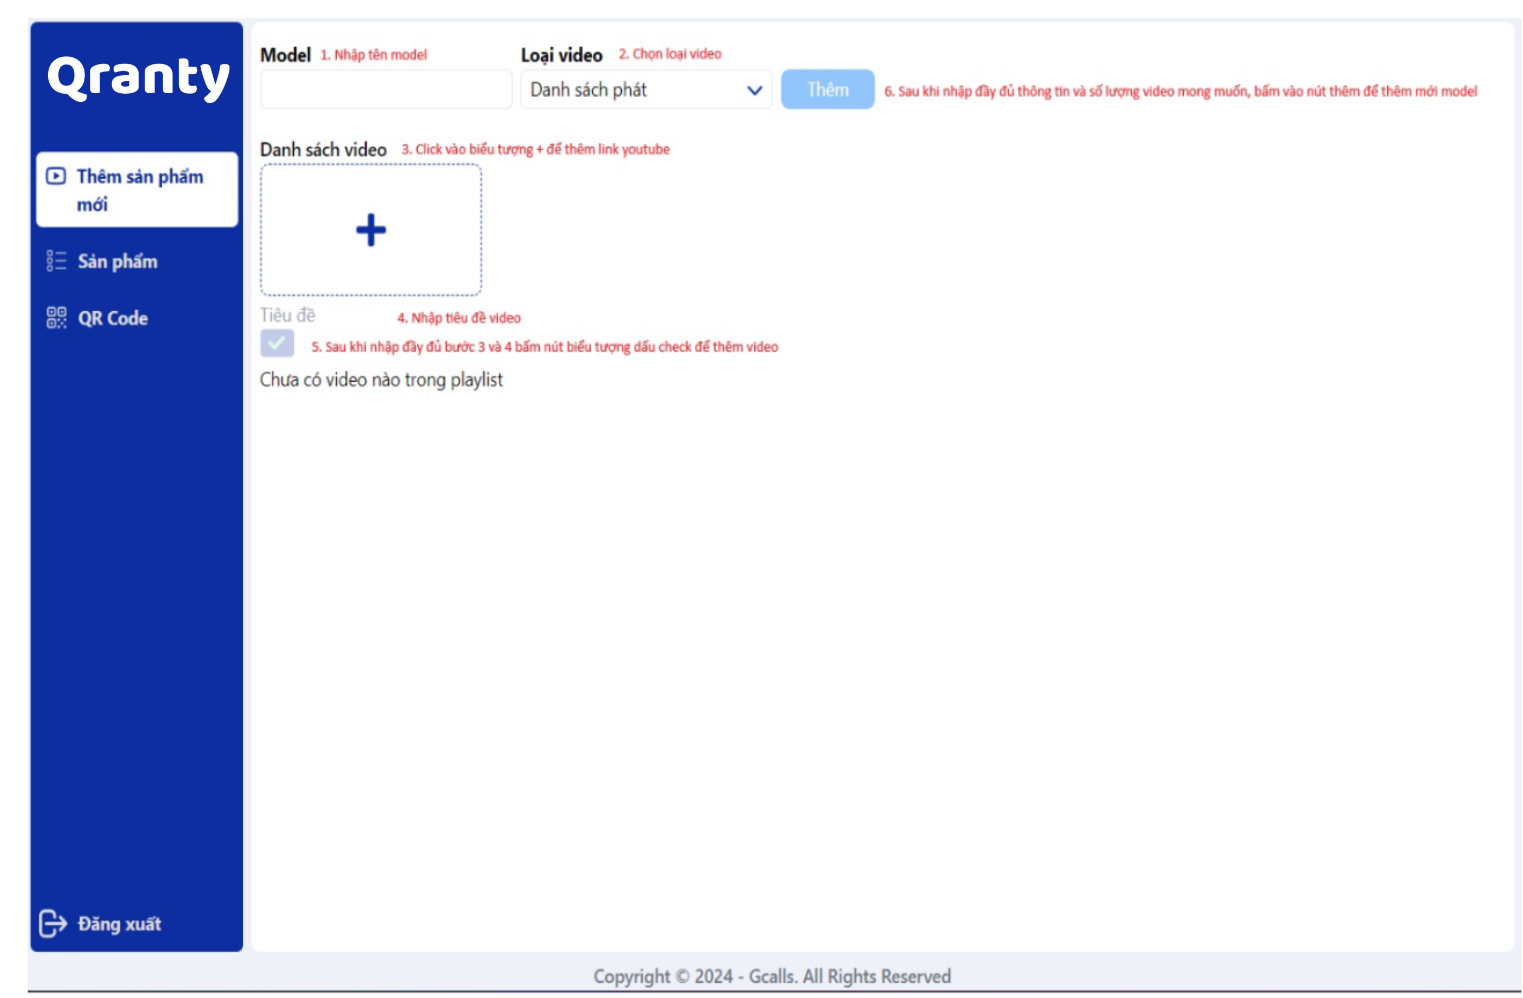 Qranty
Thêm sản phẩm
mới
Sản phẩm
QR Code
Đăng xuất
Model 1. Nhập tên model
Loại video 2. Chọn loại video
Danh sách phát
Thêm
6. Sau khi nhập đầy đủ thông tin và số lượng video mong muốn, bấm vào nút thêm để thêm mới model
Danh sách video 3. Click vào biểu tượng + để thêm link youtube
Tiêu đề 4. Nhập tiêu đề video
5. Sau khi nhập đầy đủ bước 3 và 4 bấm nút biểu tượng dấu check để thêm video
Chưa có video nào trong playlist
Copyright © 2024 - Gcalls. All Rights Reserved